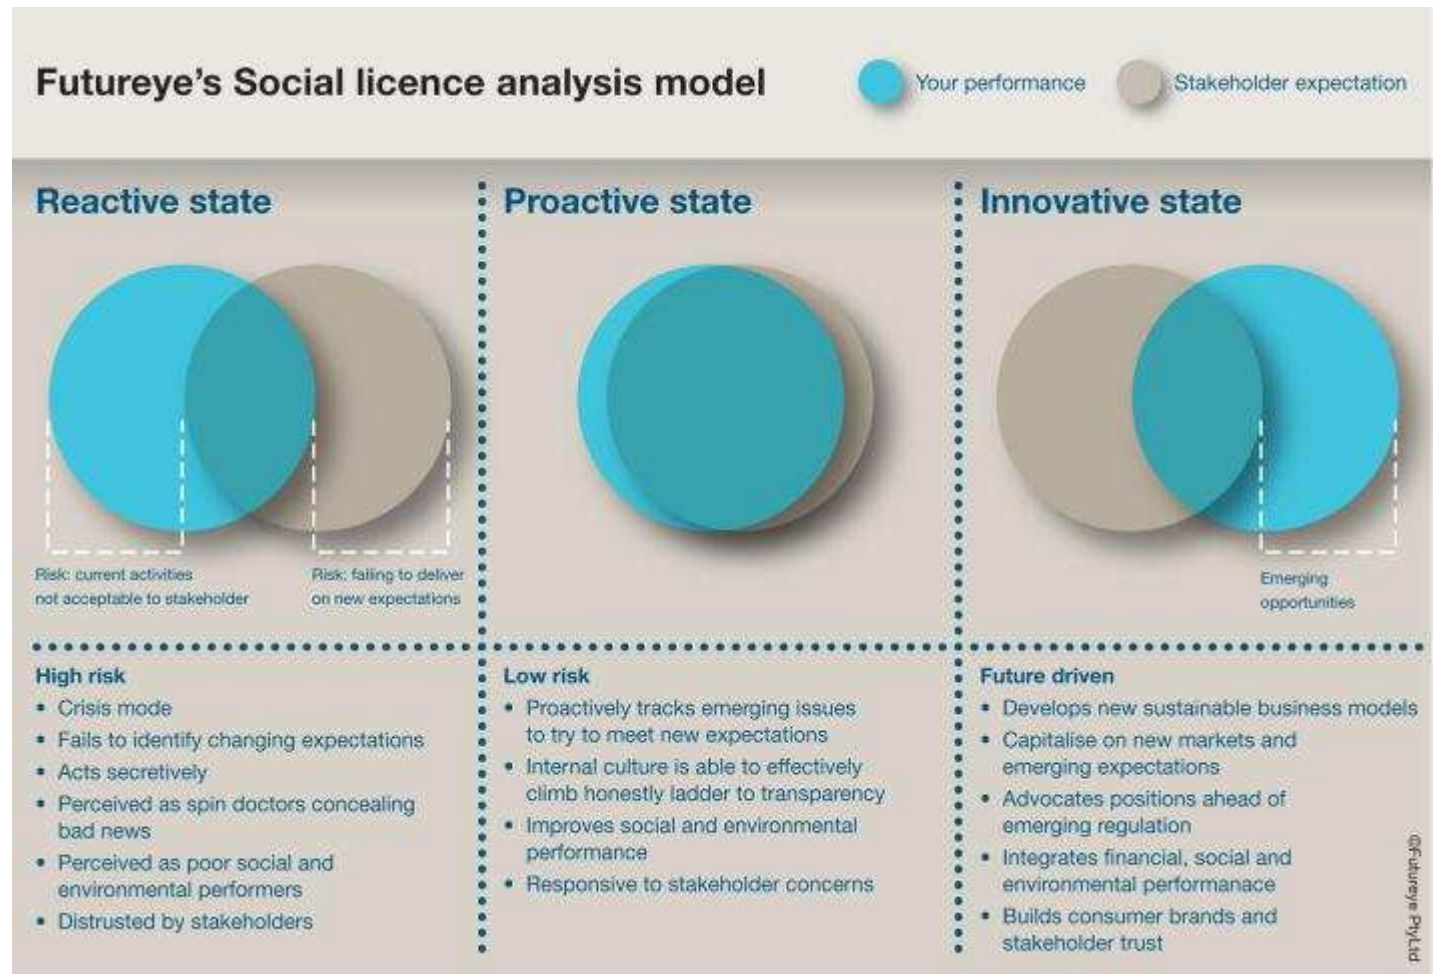 Futureye's Social licence analysis model
Your performance
Stakeholder expectation
Reactive state
Risk: current activities
not acceptable to stakeholder
Risk: failing to deliver
on new expectations
High risk
• Crisis mode
• Fails to identify changing expectations
• Acts secretively
• Perceived as spin doctors concealing
bad news
• Perceived as poor social and
environmental performers
• Distrusted by stakeholders
Proactive state
Low risk
• Proactively tracks emerging issues
to try to meet new expectations
• Internal culture is able to effectively
climb honestly ladder to transparency
• Improves social and environmental
performance
• Responsive to stakeholder concerns
Innovative state
Emerging
opportunities
Future driven
• Develops new sustainable business models
• Capitalise on new markets and
emerging expectations
• Advocates positions ahead of
emerging regulation
• Integrates financial, social and
environmental performanace
• Builds consumer brands and
stakeholder trust
©Futureye PtyLtd